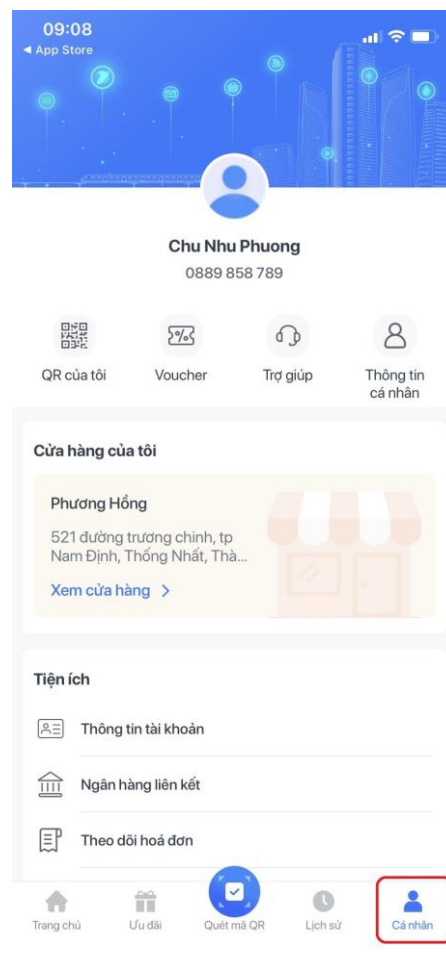 09:08
◀ App Store
Chu Nhu Phuong
0889 858 789
QR của tôi
Voucher
Trợ giúp
Thông tin
cá nhân
Cửa hàng của tôi
Phương Hồng
521 đường trương chinh, tp
Nam Định, Thống Nhất, Thà...
Xem cửa hàng >
Tiện ích
Thông tin tài khoản
Ngân hàng liên kết
Theo dõi hoá đơn
Trang chủ
Ưu đãi
Quét mã QR
Lịch sử
Cá nhân